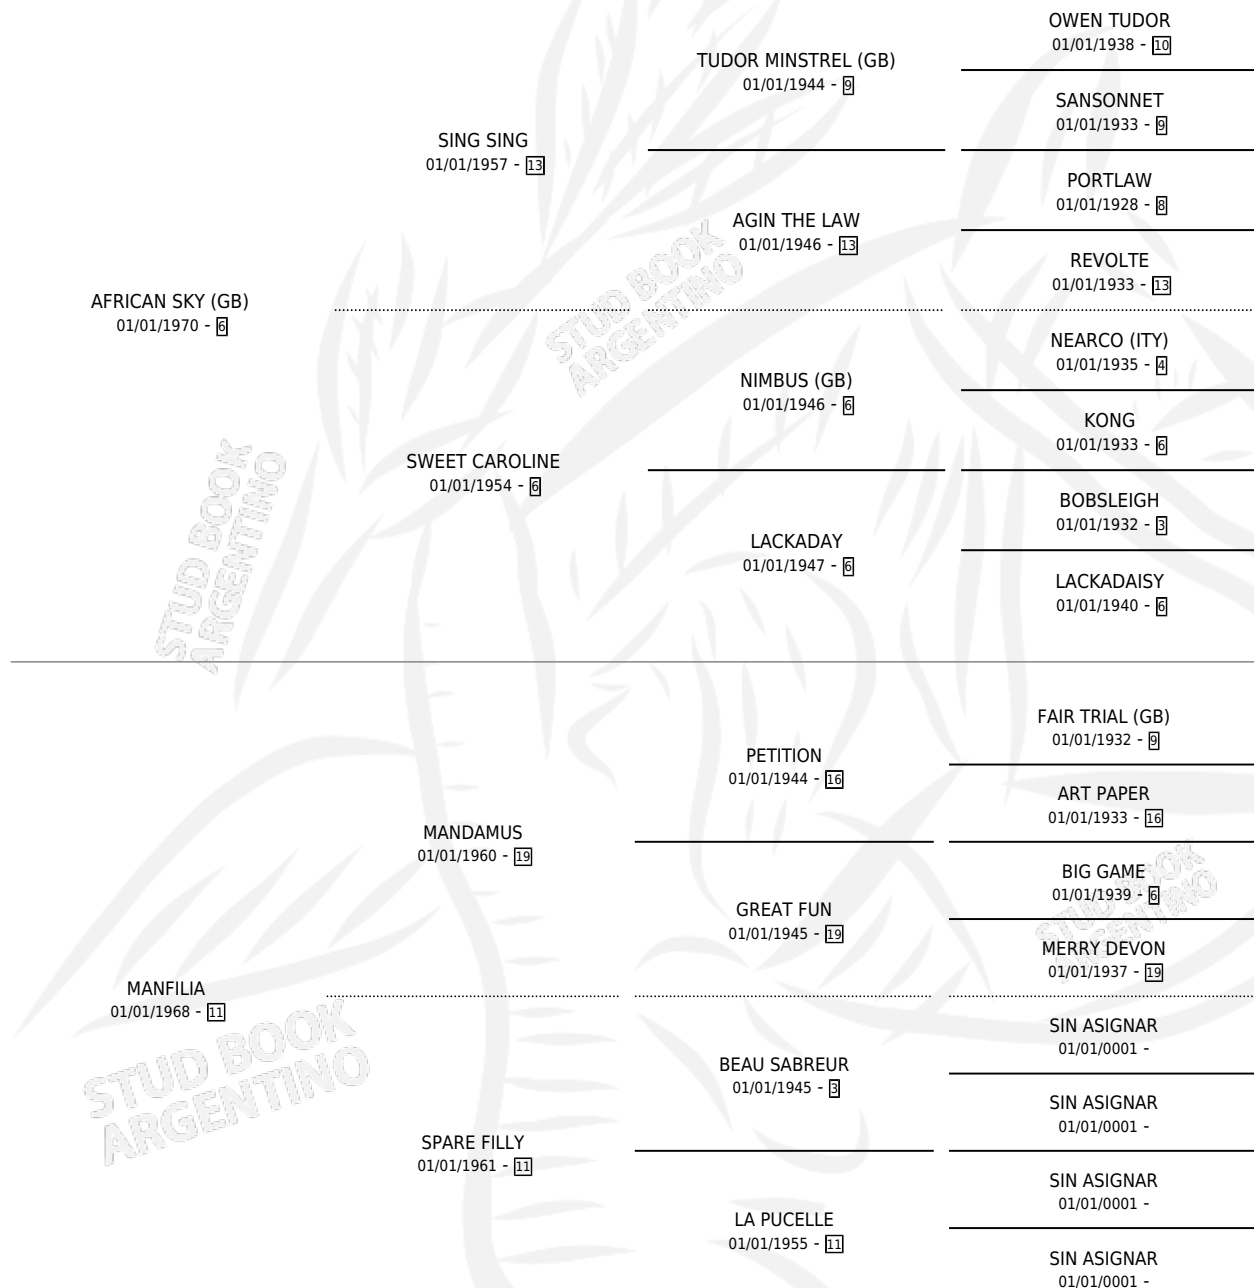 OWEN TUDOR
01/01/1938 - 10
TUDOR MINSTREL (GB)
01/01/1944 - 9
SANSONNET
01/01/1933 - 9
SING SING
01/01/1957 - 13
PORTLAW
01/01/1928 - 8
AGIN THE LAW
01/01/1946 - 13
REVOLTE
01/01/1933 - 13
AFRICAN SKY (GB)
01/01/1970 - 6
NEARCO (ITY)
01/01/1935 - 4
NIMBUS (GB)
01/01/1946 - 6
KONG
01/01/1933 - 6
SWEET CAROLINE
01/01/1954 - 6
BOBSLEIGH
01/01/1932 - 3
LACKADAY
01/01/1947 - 6
LACKADAISY
01/01/1940 - 6
FAIR TRIAL (GB)
01/01/1932 - 9
PETITION
01/01/1944 - 16
ART PAPER
01/01/1933 - 16
MANDAMUS
01/01/1960 - 19
BIG GAME
01/01/1939 - 6
GREAT FUN
01/01/1945 - 19
MERRY DEVON
01/01/1937 - 19
MANFILIA
01/01/1968 - 11
SIN ASIGNAR
01/01/0001 -
BEAU SABREUR
01/01/1945 - 3
SIN ASIGNAR
01/01/0001 -
SPARE FILLY
01/01/1961 - 11
SIN ASIGNAR
01/01/0001 -
LA PUCELLE
01/01/1955 - 11
SIN ASIGNAR
01/01/0001 -
STUD BOOK
ARGENTINO
STUD BOOK
ARGENTINO
STUD BOOK
ARGENTINO
STUD BOOK
ARGENTINO